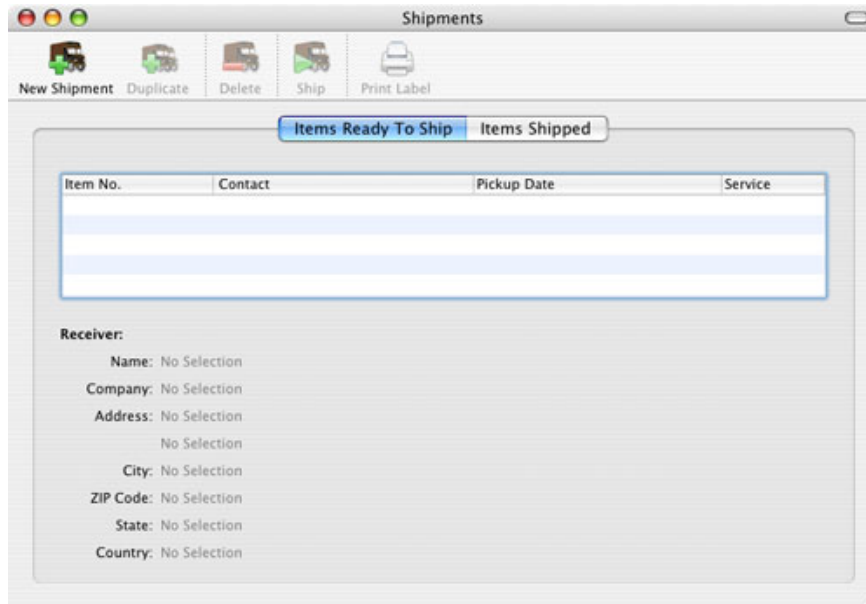 Shipments
New Shipment Duplicate Delete Ship Print Label
Items Ready To Ship Items Shipped
Item No. Contact Pickup Date Service
Receiver:
Name: No Selection
Company: No Selection
Address: No Selection
No Selection
City: No Selection
ZIP Code: No Selection
State: No Selection
Country: No Selection